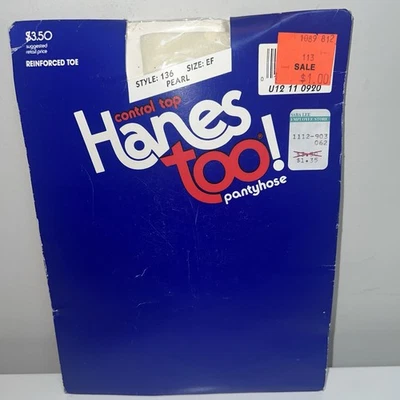 $3.50
suggested
retail price
REINFORCED TOE
STYLE: 136 SIZE: EF
PEARL
113
SALE
$1.00
U12 11 0920
1112-903
062
$1.35
control top
Hanes
too!
pantyhose